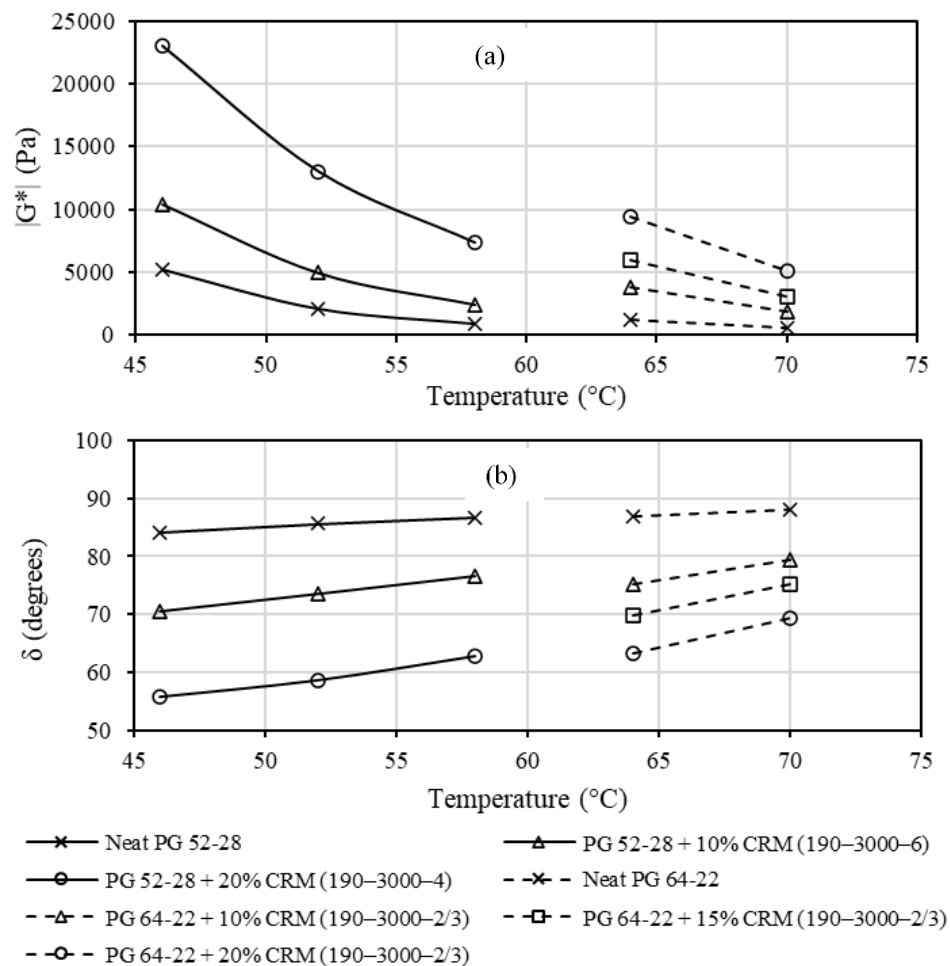 (a)
25000
20000
15000
10000
5000
0
|G*| (Pa)
45 50 55 60 65 70 75
Temperature (°C)
(b)
100
90
80
70
60
50
δ (degrees)
45 50 55 60 65 70 75
Temperature (°C)
Neat PG 52-28
PG 52-28 + 10% CRM (190–3000–6)
PG 52-28 + 20% CRM (190–3000–4)
Neat PG 64-22
PG 64-22 + 10% CRM (190–3000–2/3)
PG 64-22 + 15% CRM (190–3000–2/3)
PG 64-22 + 20% CRM (190–3000–2/3)